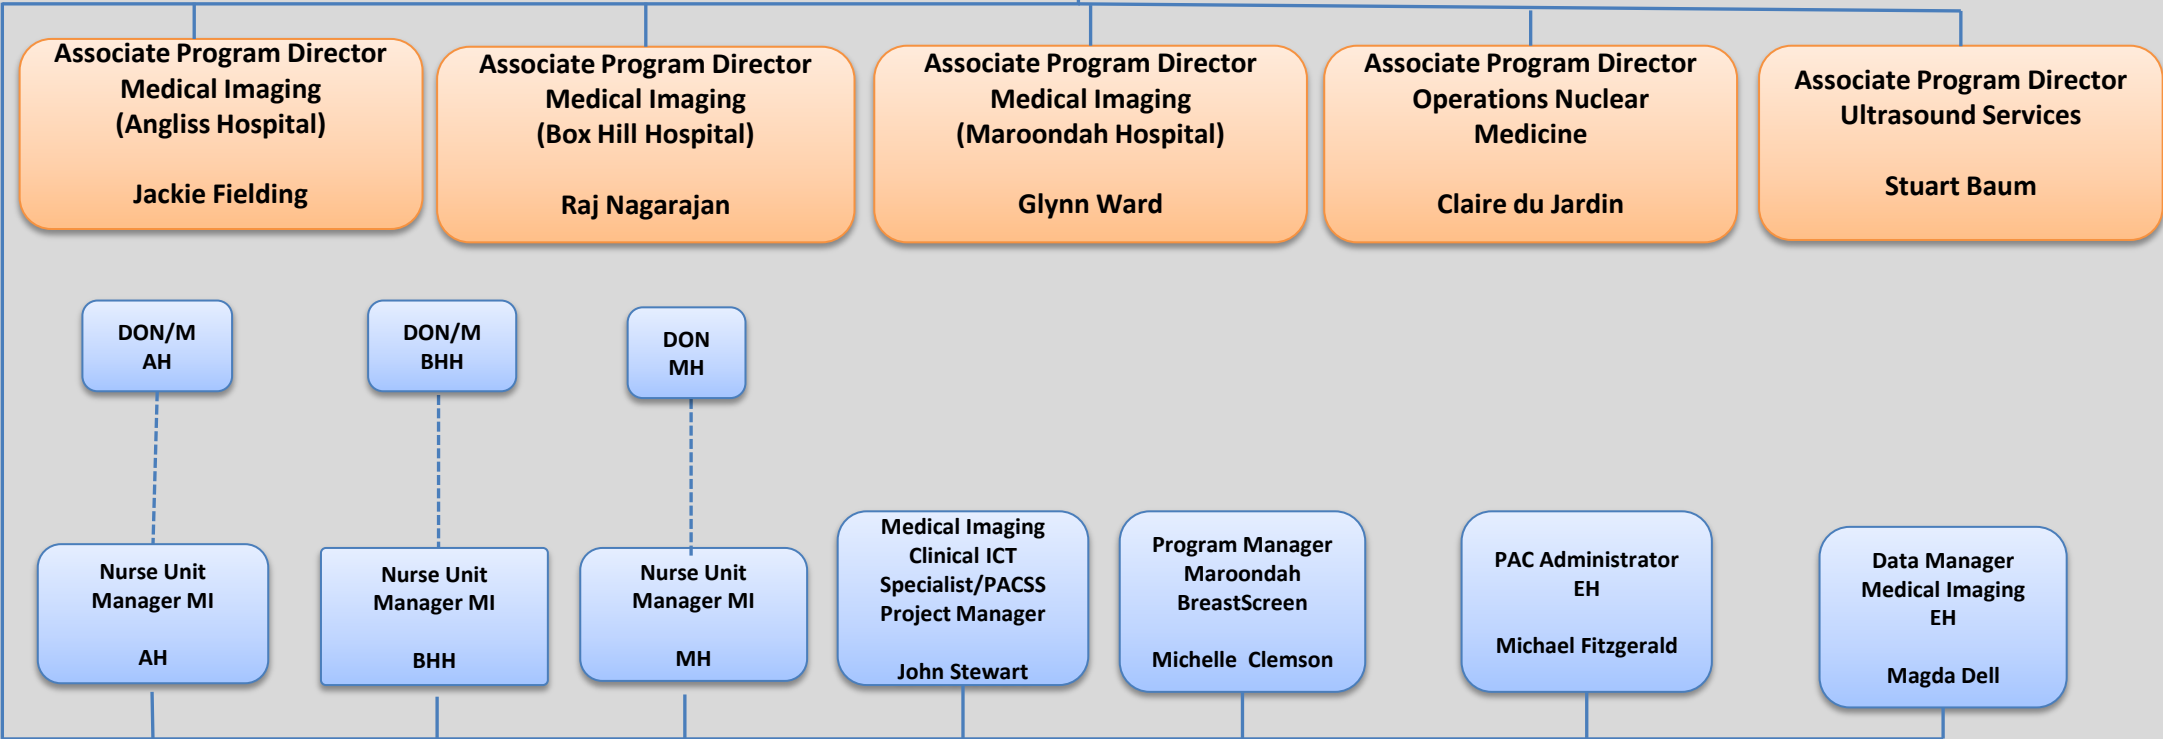 Associate Program Director
Medical Imaging
(Angliss Hospital)
Jackie Fielding
Associate Program Director
Medical Imaging
(Box Hill Hospital)
Raj Nagarajan
Associate Program Director
Medical Imaging
(Maroondah Hospital)
Glynn Ward
Associate Program Director
Operations Nuclear
Medicine
Claire du Jardin
Associate Program Director
Ultrasound Services
Stuart Baum
DON/M
AH
DON/M
BHH
DON
MH
Nurse Unit
Manager MI
AH
Nurse Unit
Manager MI
BHH
Nurse Unit
Manager MI
MH
Medical Imaging
Clinical ICT
Specialist/PACSS
Project Manager
John Stewart
Program Manager
Maroondah
BreastScreen
Michelle Clemson
PAC Administrator
EH
Michael Fitzgerald
Data Manager
Medical Imaging
EH
Magda Dell